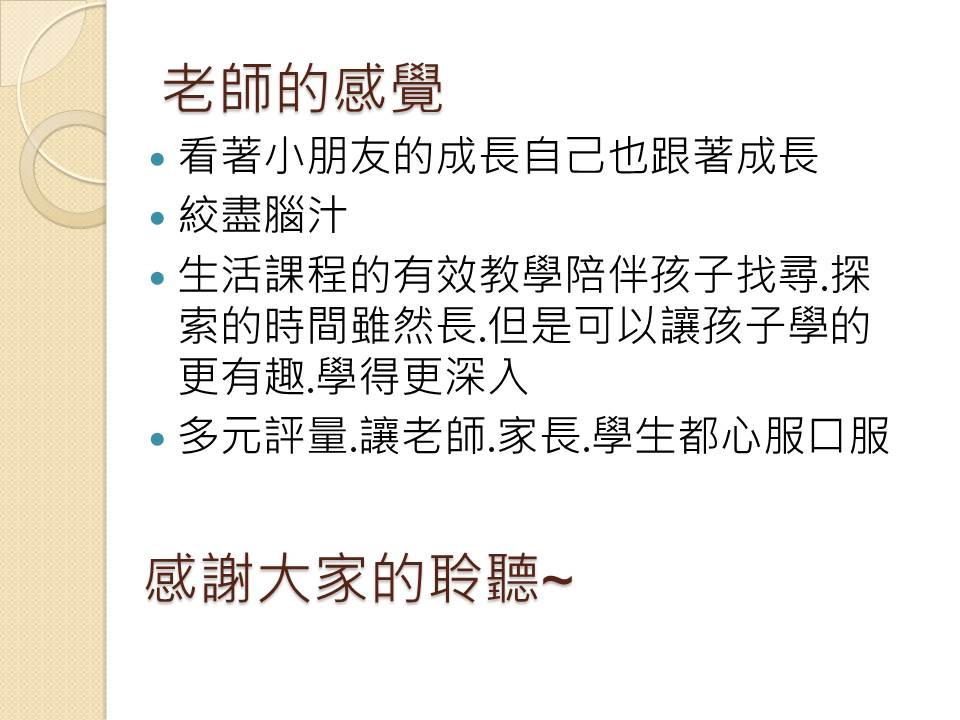 老師的感覺
看著小朋友的成長自己也跟著成長
絞盡腦汁
生活課程的有效教學陪伴孩子找尋.探
索的時間雖然長.但是可以讓孩子學的
更有趣.學得更深入
多元評量.讓老師.家長.學生都心服口服
感謝大家的聆聽~